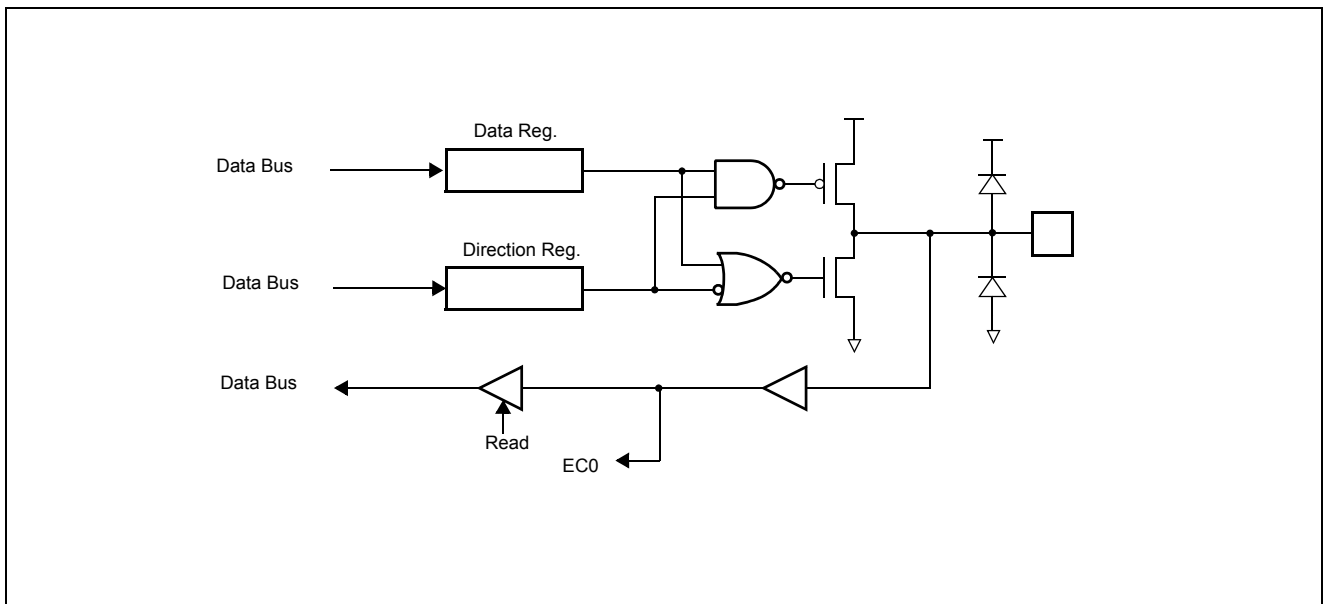 Data Reg.
Data Bus
Direction Reg.
Data Bus
Data Bus
Read
EC0